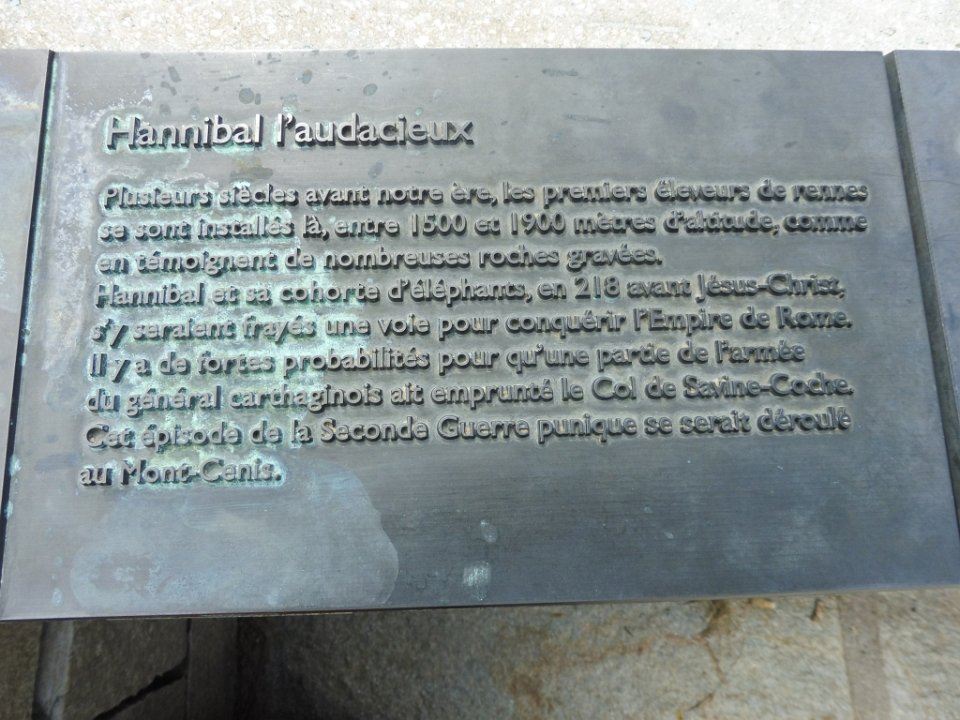 Hannibal l'audacieux
Plusieurs siècles avant notre ère, les premiers éleveurs de rennes
se sont installés là, entre 1500 et 1900 mètres d'altitude, comme
en témoignent de nombreuses roches gravées.
Hannibal et sa cohorte d'éléphants, en 218 avant Jésus-Christ,
s'y seraient frayés une voie pour conquérir l'Empire de Rome.
Il y a de fortes probabilités pour qu'une partie de l'armée
du général carthaginois ait emprunté le Col de Savine-Coche.
Cet épisode de la Seconde Guerre punique se serait déroulé
au Mont-Cenis.